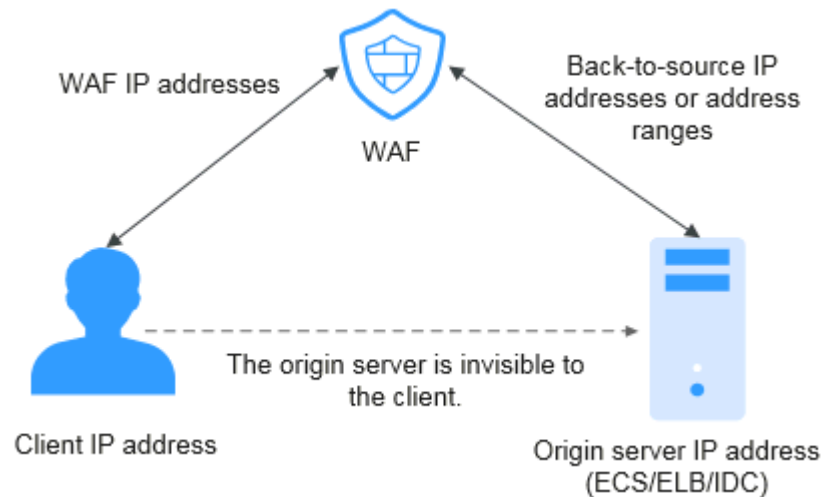 WAF IP addresses
WAF
Back-to-source IP
addresses or address
ranges
The origin server is invisible to
the client.
Client IP address
Origin server IP address
(ECS/ELB/IDC)